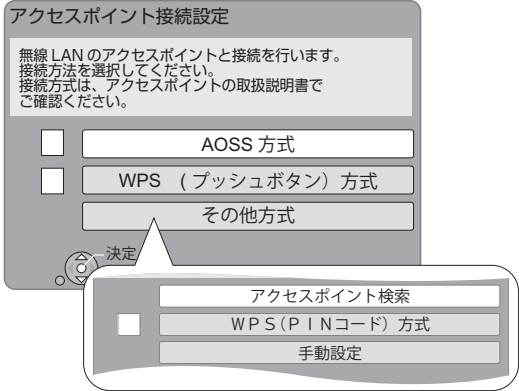 アクセスポイント接続設定
無線 LAN のアクセスポイントと接続を行います。
接続方法を選択してください。
接続方式は、アクセスポイントの取扱説明書で
ご確認ください。
AOSS 方式
WPS (プッシュボタン) 方式
その他方式
決定
アクセスポイント検索
WPS(PINコード) 方式
手動設定